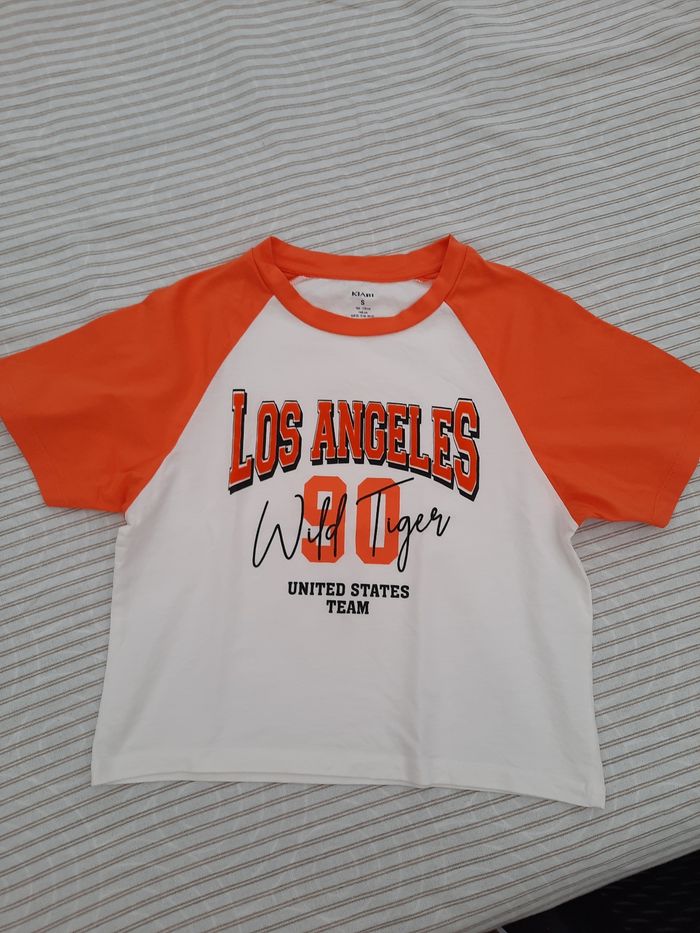 KIABI
S
LOS ANGELES
90
Wild Tiger
UNITED STATES
TEAM